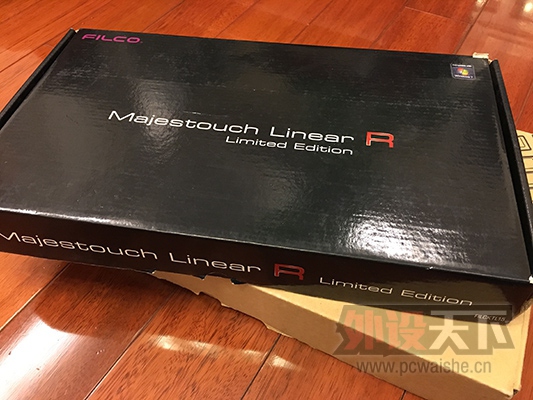 FILCO
Majestouch Linear R
Limited Edition
Majestouch Linear R Limited Edition
外设天下
www.pcwaishe.cn